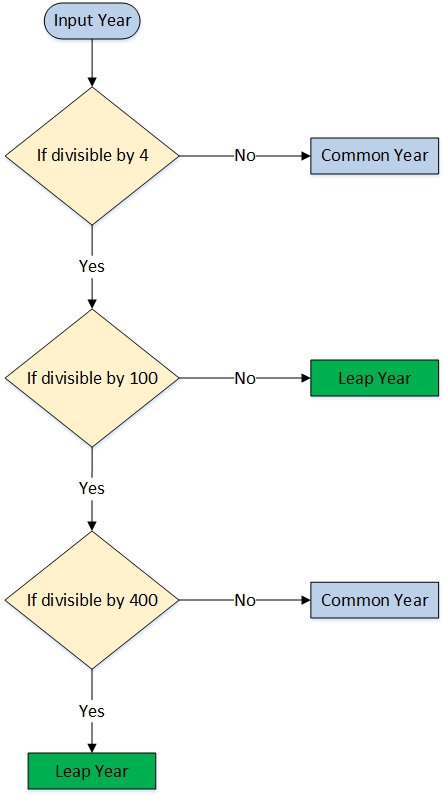 Input Year
If divisible by 4
No
Common Year
Yes
If divisible by 100
No
Leap Year
Yes
If divisible by 400
No
Common Year
Yes
Leap Year